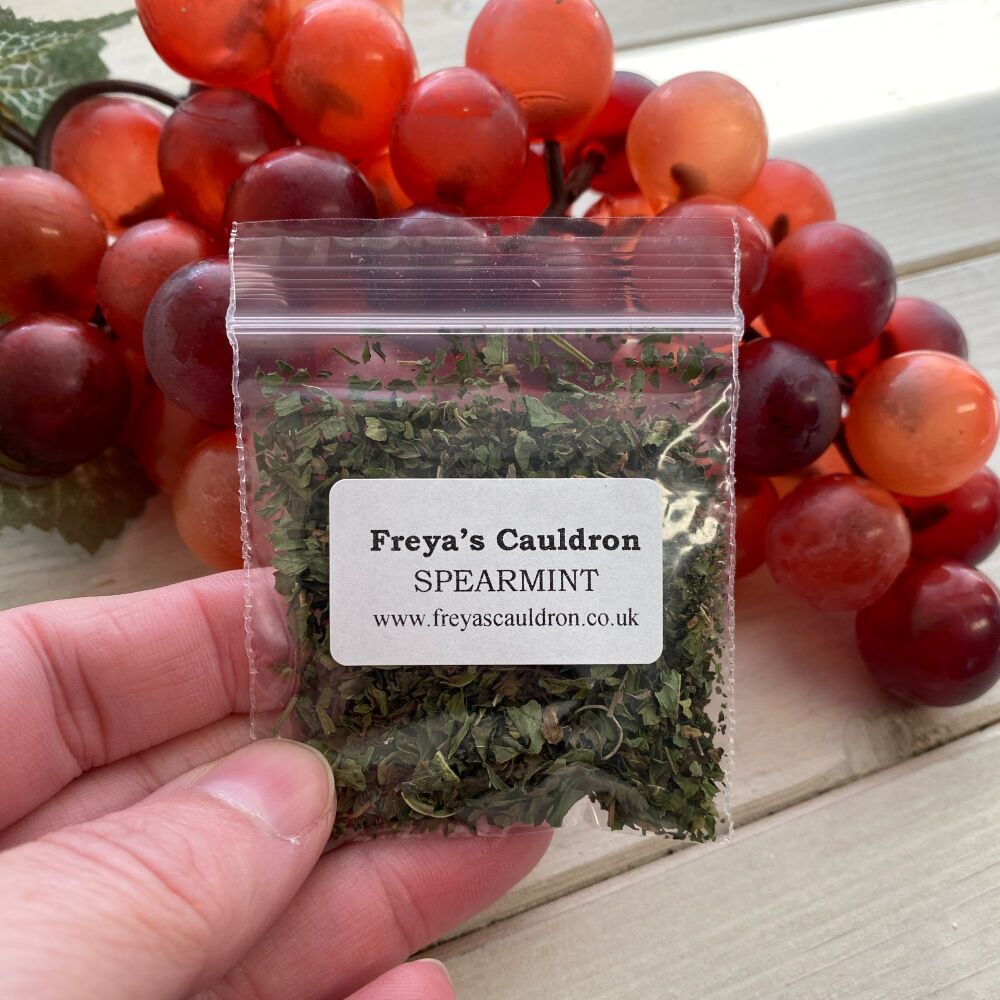 Freya's Cauldron
SPEARMINT
www.freyascauldron.co.uk